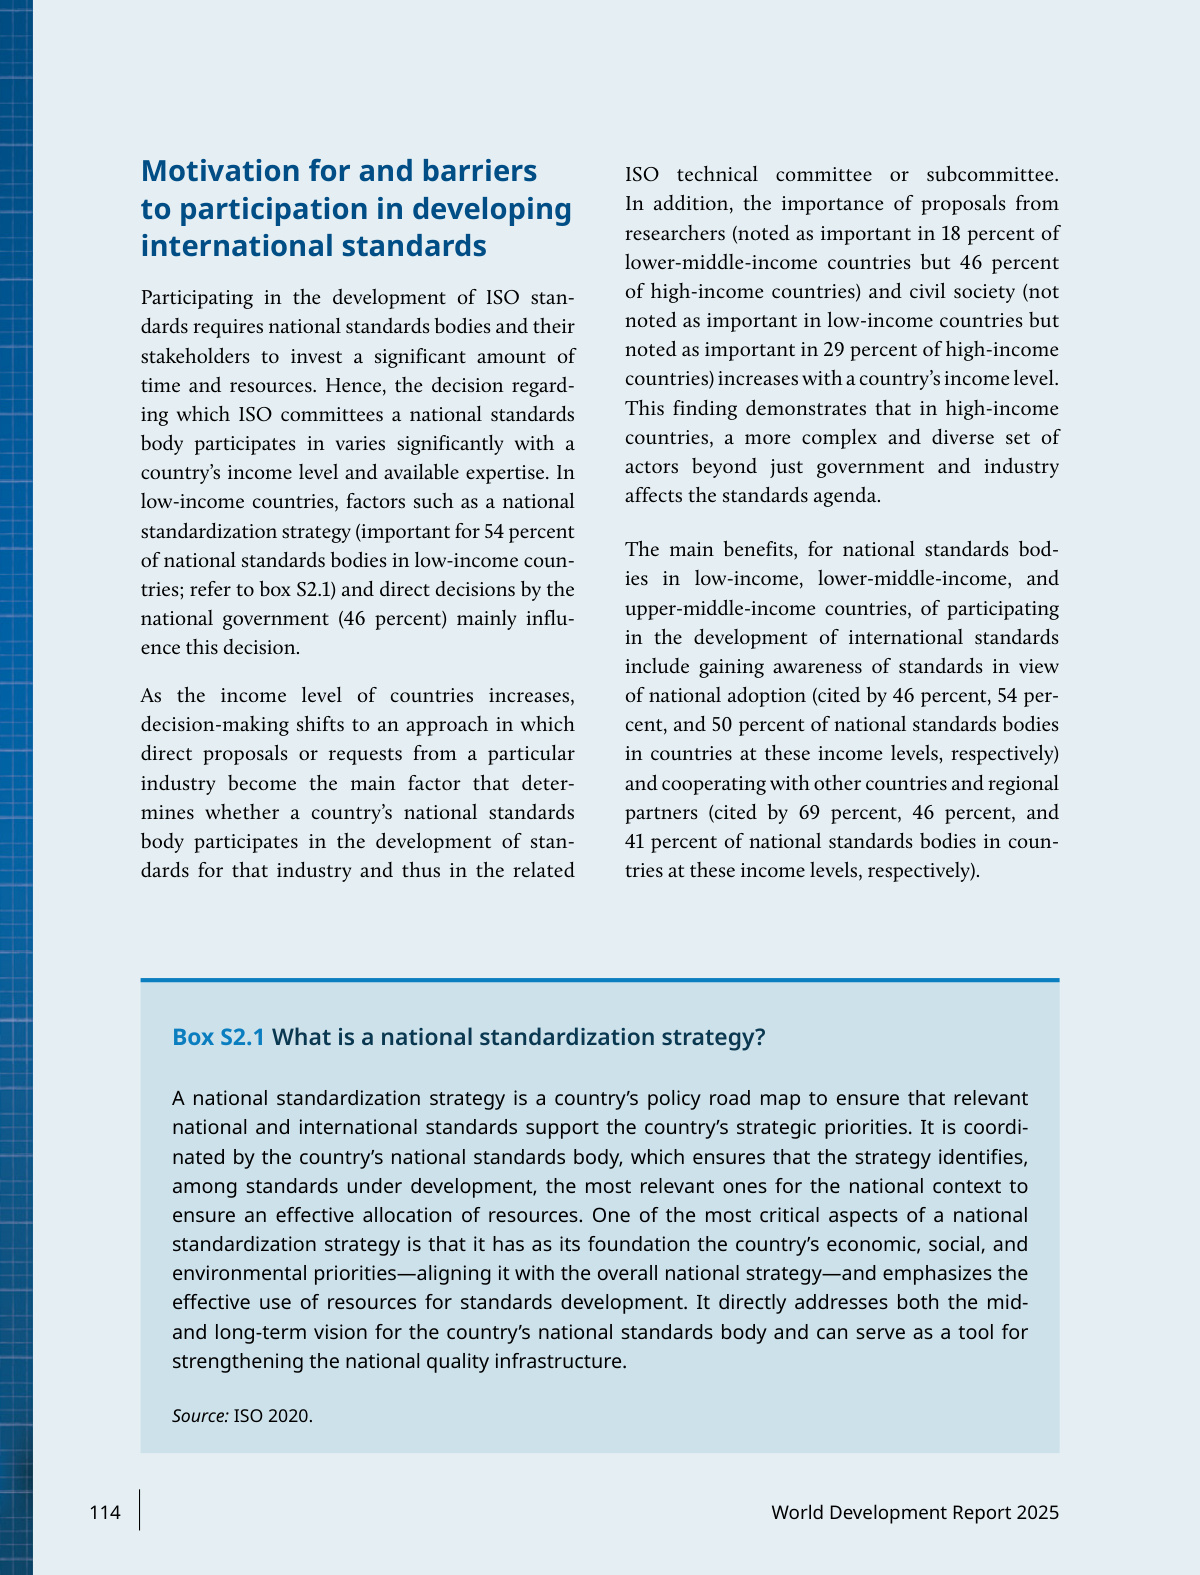 Motivation for and barriers
to participation in developing
international standards
Participating in the development of ISO stan-
dards requires national standards bodies and their
stakeholders to invest a significant amount of
time and resources. Hence, the decision regard-
ing which ISO committees a national standards
body participates in varies significantly with a
country’s income level and available expertise. In
low-income countries, factors such as a national
standardization strategy (important for 54 percent
of national standards bodies in low-income coun-
tries; refer to box S2.1) and direct decisions by the
national government (46 percent) mainly influ-
ence this decision.
As the income level of countries increases,
decision-making shifts to an approach in which
direct proposals or requests from a particular
industry become the main factor that deter-
mines whether a country’s national standards
body participates in the development of stan-
dards for that industry and thus in the related
ISO technical committee or subcommittee.
In addition, the importance of proposals from
researchers (noted as important in 18 percent of
lower-middle-income countries but 46 percent
of high-income countries) and civil society (not
noted as important in low-income countries but
noted as important in 29 percent of high-income
countries) increases with a country’s income level.
This finding demonstrates that in high-income
countries, a more complex and diverse set of
actors beyond just government and industry
affects the standards agenda.
The main benefits, for national standards bod-
ies in low-income, lower-middle-income, and
upper-middle-income countries, of participating
in the development of international standards
include gaining awareness of standards in view
of national adoption (cited by 46 percent, 54 per-
cent, and 50 percent of national standards bodies
in countries at these income levels, respectively)
and cooperating with other countries and regional
partners (cited by 69 percent, 46 percent, and
41 percent of national standards bodies in coun-
tries at these income levels, respectively).
Box S2.1 What is a national standardization strategy?
A national standardization strategy is a country’s policy road map to ensure that relevant
national and international standards support the country’s strategic priorities. It is coordi-
nated by the country’s national standards body, which ensures that the strategy identifies,
among standards under development, the most relevant ones for the national context to
ensure an effective allocation of resources. One of the most critical aspects of a national
standardization strategy is that it has as its foundation the country’s economic, social, and
environmental priorities—aligning it with the overall national strategy—and emphasizes the
effective use of resources for standards development. It directly addresses both the mid-
and long-term vision for the country’s national standards body and can serve as a tool for
strengthening the national quality infrastructure.
Source: ISO 2020.
114
World Development Report 2025